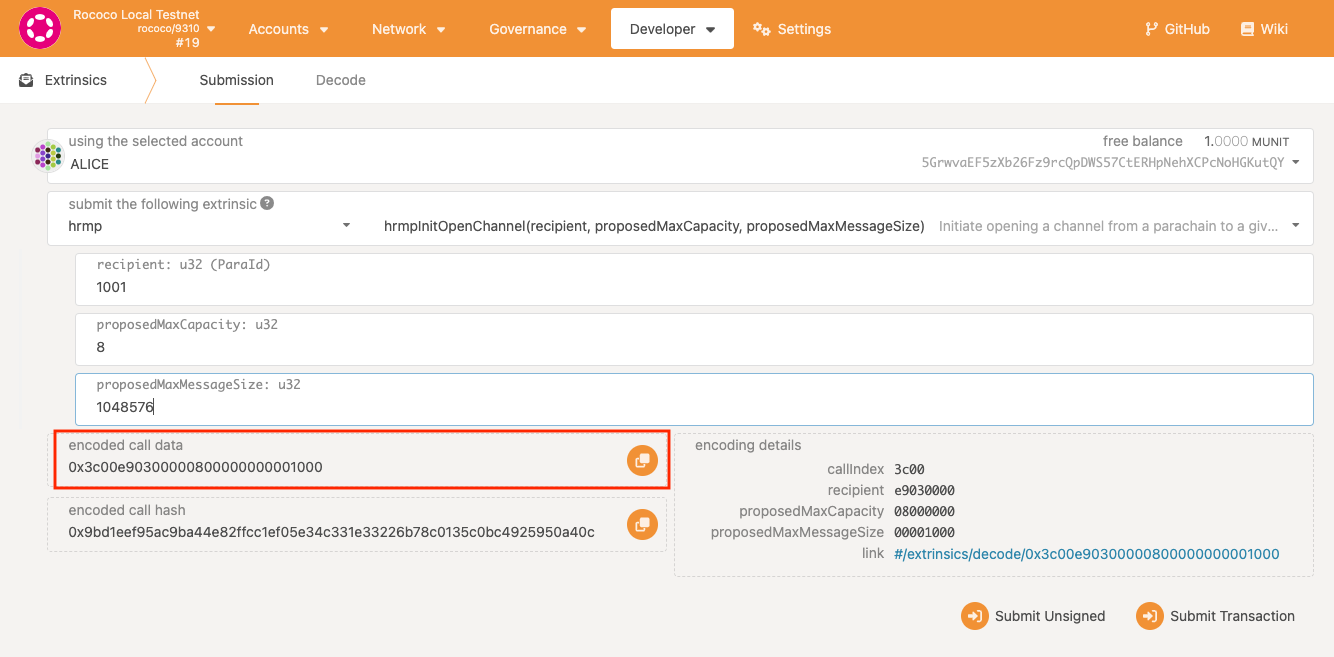 Rococo Local Testnet
rococo/9310
#19
Accounts
Network
Governance
Developer
Settings
GitHub
Wiki
Extrinsics
Submission
Decode
using the selected account
ALICE
free balance 1.0000 MUNIT
5GrwvaEF5zXb26Fz9rcQpDWS57CtERHpNehXCPcNoHGKutQY
submit the following extrinsic ?
hrmp
hrmpInitOpenChannel(recipient, proposedMaxCapacity, proposedMaxMessageSize) Initiate opening a channel from a parachain to a giv...
recipient: u32 (ParaId)
1001
proposedMaxCapacity: u32
8
proposedMaxMessageSize: u32
1048576
encoded call data
0x3c00e90300000800000000001000
encoded call hash
0x9bd1eef95ac9ba44e82ffcc1ef05e34c331e33226b78c0135c0bc4925950a40c
encoding details
callIndex 3c00
recipient e9030000
proposedMaxCapacity 08000000
proposedMaxMessageSize 00001000
link #/extrinsics/decode/0x3c00e90300000800000000001000
Submit Unsigned
Submit Transaction